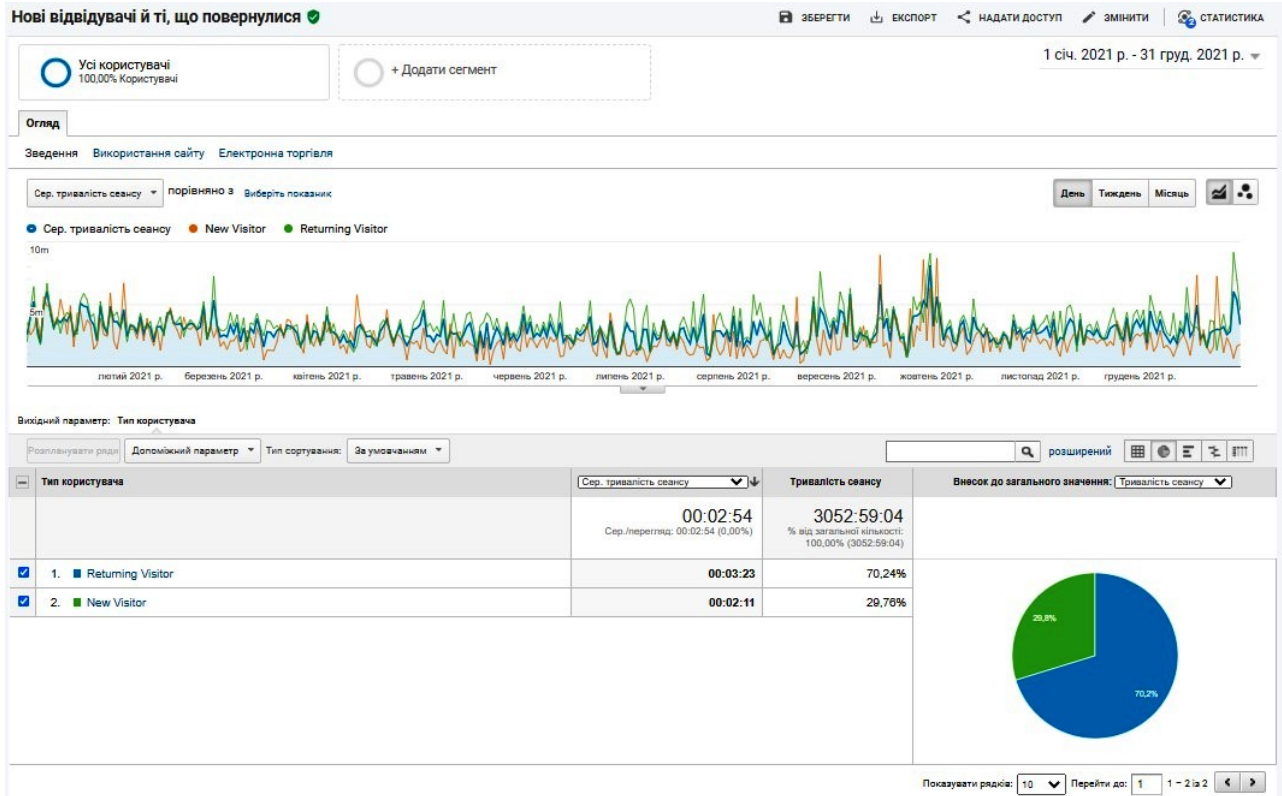 Нові відвідувачі й ті, що повернулися
ЗБЕРЕГТИ ЕКСПОРТ НАДАТИ ДОСТУП ЗМІНИТИ 2 СТАТИСТИКА
Усі користувачі
100,00% Користувачі
+ Додати сегмент
1 січ. 2021 р. - 31 груд. 2021 р.
Огляд
Зведення Використання сайту Електронна торгівля
Сер. тривалість сеансу порівняно з Виберіть показник
День Тиждень Місяць
Сер. тривалість сеансу New Visitor Returning Visitor
10m
5m
лютий 2021 р. березень 2021 р. квітень 2021 р. травень 2021 р. червень 2021 р. липень 2021 р. серпень 2021 р. вересень 2021 р. жовтень 2021 р. листопад 2021 р. грудень 2021 р.
Вихідний параметр: Тип користувача
Розпланувати ряди Допоміжний параметр Тип сортування: За умовчанням розширений
Тип користувача Сер. тривалість сеансу Тривалість сеансу Внесок до загального значення: Тривалість сеансу
00:02:54 3052:59:04
Сер./перегляд: 00:02:54 (0,00%) % від загальної кількості:
100,00% (3052:59:04)
1. Returning Visitor 00:03:23 70,24%
2. New Visitor 00:02:11 29,76%
29,8%
70,2%
Показувати рядків: 10 Перейти до: 1 1 – 2 із 2